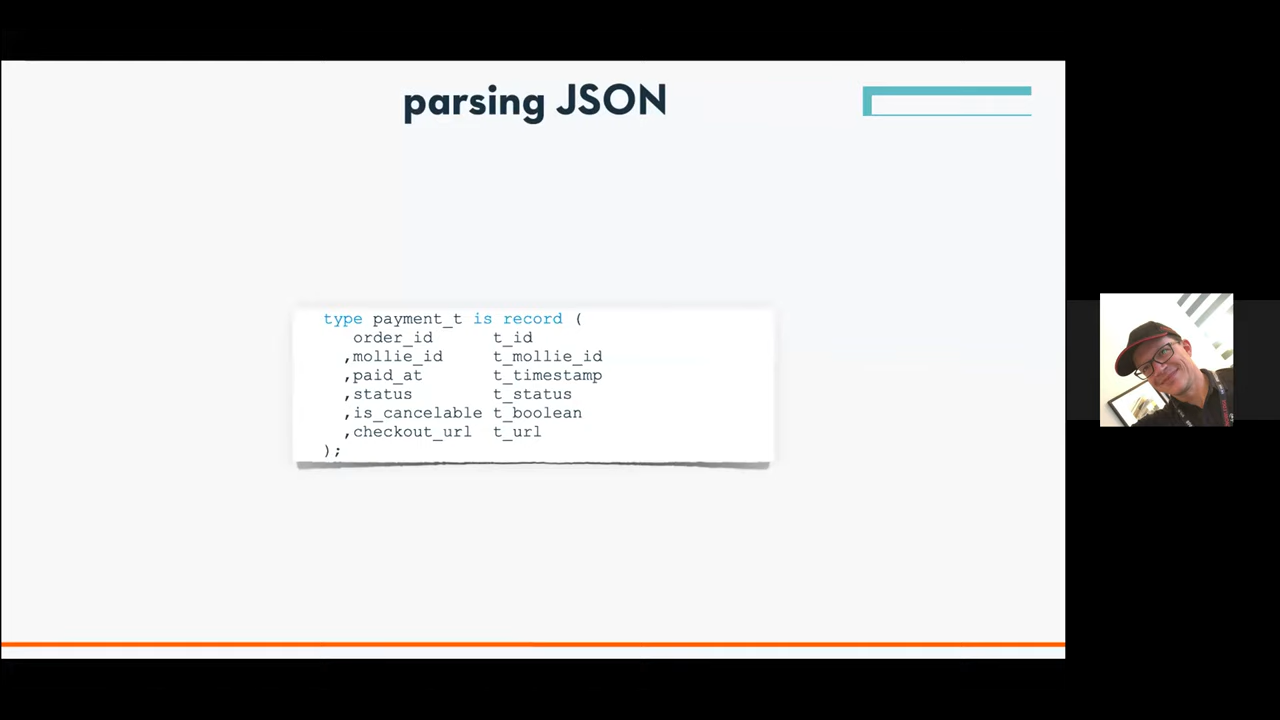 parsing JSON
type payment_t is record (
order_id t_id
,mollie_id t_mollie_id
,paid_at t_timestamp
,status t_status
,is_cancelable t_boolean
,checkout_url t_url
);